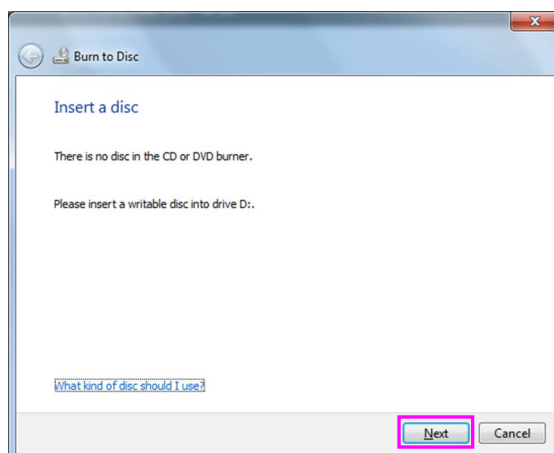 Burn to Disc
Insert a disc
There is no disc in the CD or DVD burner.
Please insert a writable disc into drive D:.
What kind of disc should I use?
Next Cancel